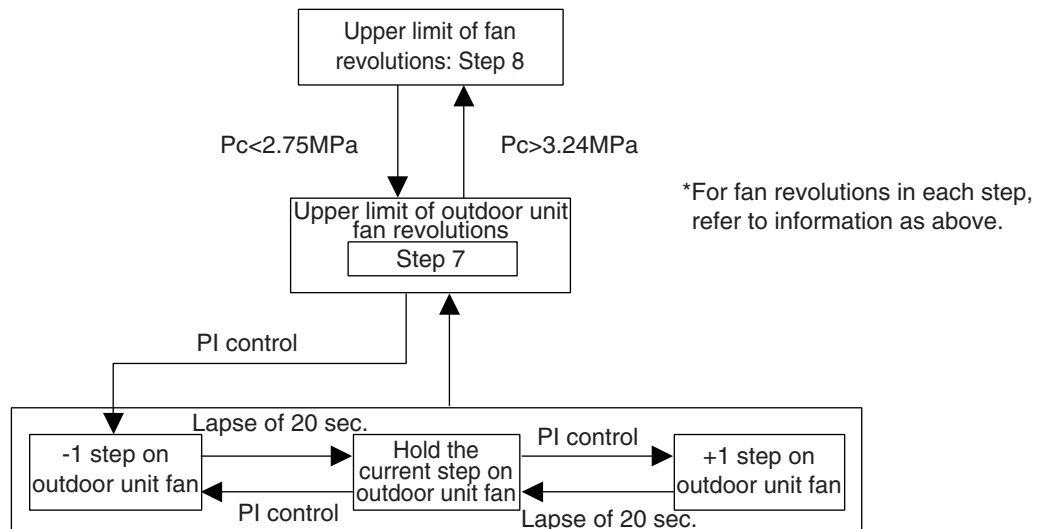 Upper limit of fan
revolutions: Step 8
Pc<2.75MPa
Pc>3.24MPa
*For fan revolutions in each step,
refer to information as above.
Upper limit of outdoor unit
fan revolutions
Step 7
PI control
Lapse of 20 sec.
-1 step on
outdoor unit fan
Hold the
current step on
outdoor unit fan
PI control
+1 step on
outdoor unit fan
PI control
Lapse of 20 sec.